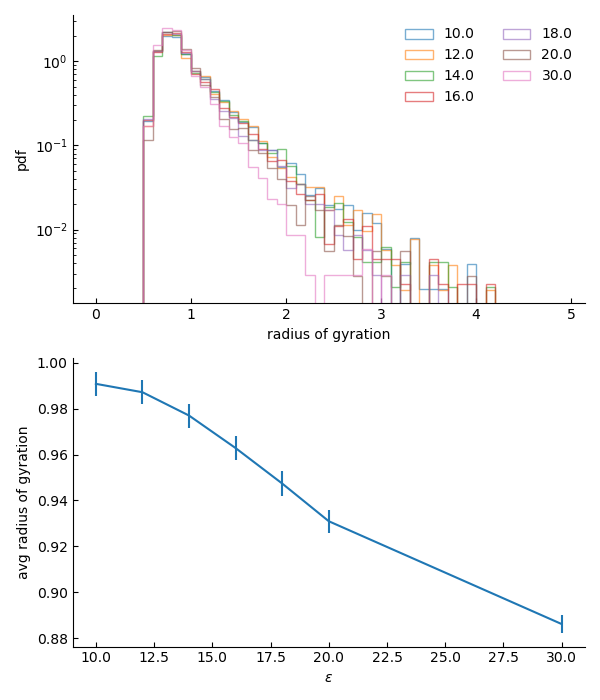 pdf
10⁰
10⁻¹
10⁻²
10.0
12.0
14.0
16.0
18.0
20.0
30.0
0 1 2 3 4 5
radius of gyration
avg radius of gyration
1.00
0.98
0.96
0.94
0.92
0.90
0.88
10.0 12.5 15.0 17.5 20.0 22.5 25.0 27.5 30.0
ε